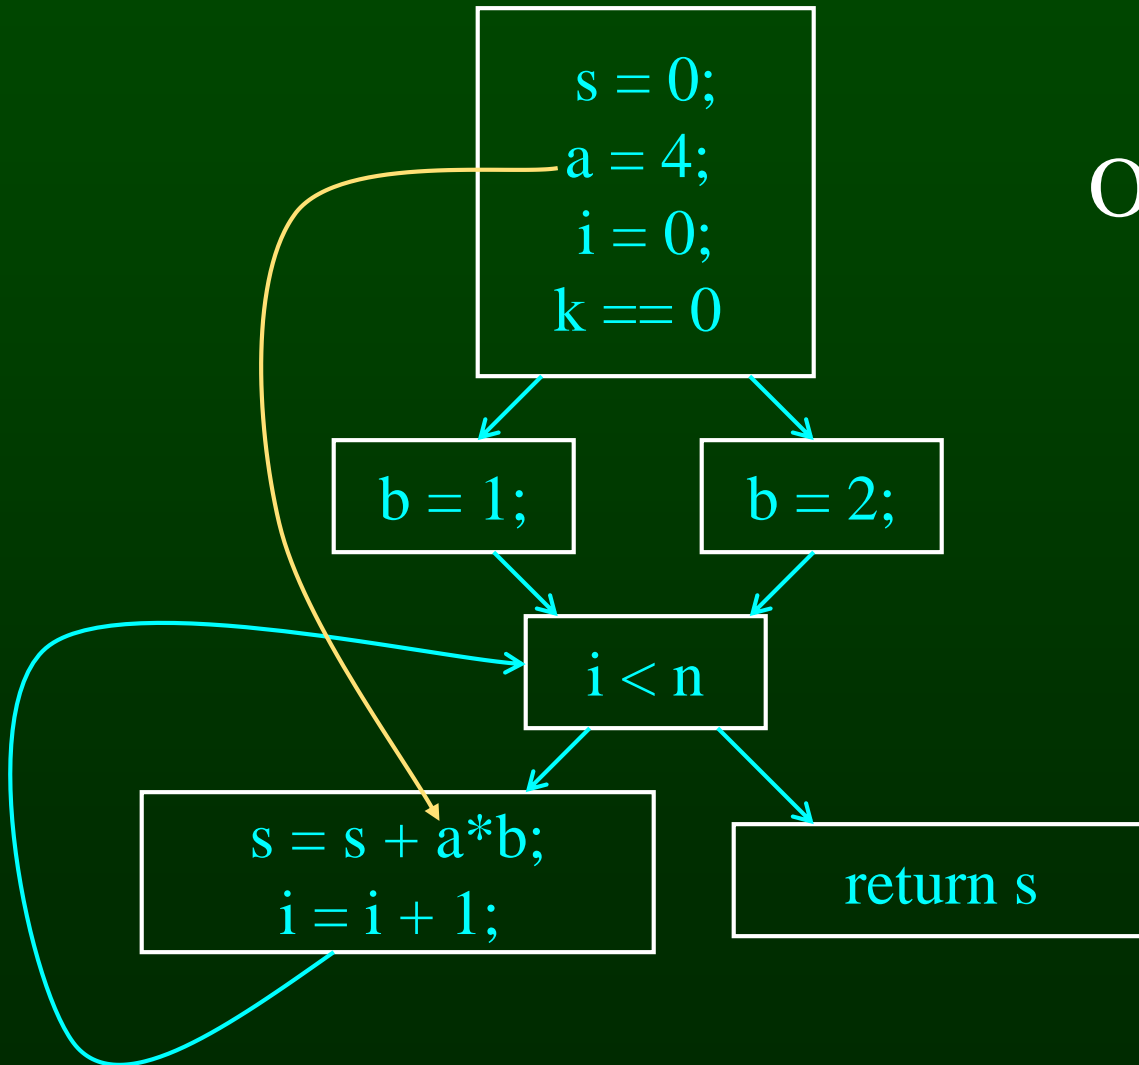 s = 0;
a = 4;
i = 0;
k == 0
b = 1;
b = 2;
i < n
s = s + a*b;
i = i + 1;
return s